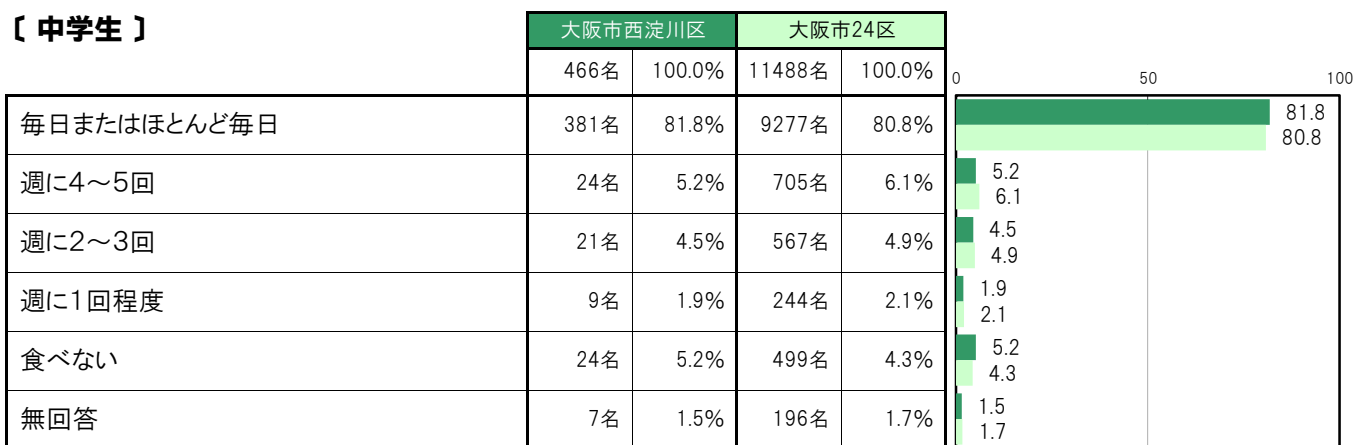 〔 中学生 〕
大阪市西淀川区 大阪市24区
466名 100.0% 11488名 100.0%
0 50 100
毎日またはほとんど毎日 381名 81.8% 9277名 80.8% 81.8
80.8
週に4～5回 24名 5.2% 705名 6.1% 5.2
6.1
週に2～3回 21名 4.5% 567名 4.9% 4.5
4.9
週に1回程度 9名 1.9% 244名 2.1% 1.9
2.1
食べない 24名 5.2% 499名 4.3% 5.2
4.3
無回答 7名 1.5% 196名 1.7% 1.5
1.7